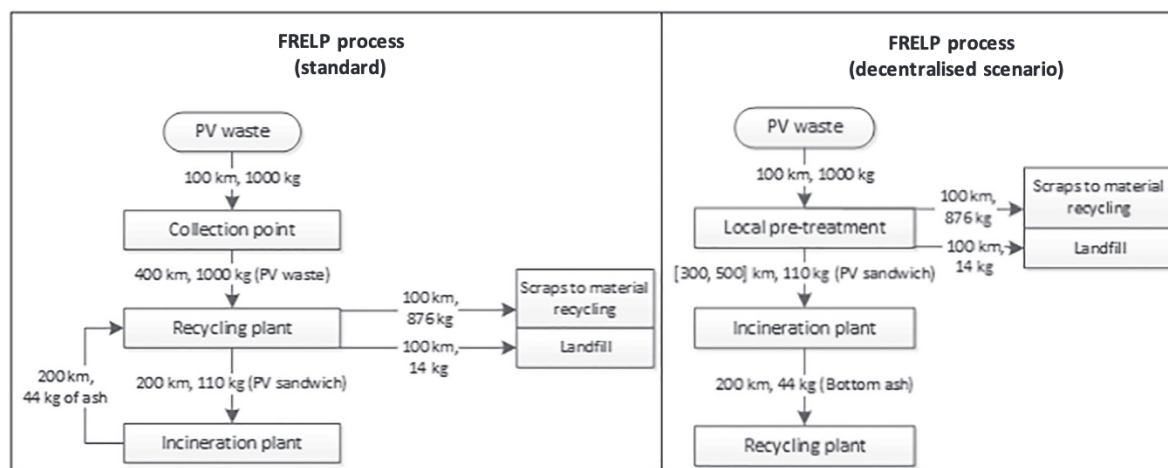 FRELP process
(standard)
PV waste
100 km, 1000 kg
Collection point
400 km, 1000 kg (PV waste)
Recycling plant
100 km,
876 kg
100 km,
14 kg
Scraps to material
recycling
Landfill
200 km,
44 kg of ash
200 km, 110 kg (PV sandwich)
Incineration plant
FRELP process
(decentralised scenario)
PV waste
100 km, 1000 kg
Local pre-treatment
100 km,
876 kg
100 km,
14 kg
Scraps to material
recycling
Landfill
[300, 500] km, 110 kg (PV sandwich)
Incineration plant
200 km, 44 kg (Bottom ash)
Recycling plant